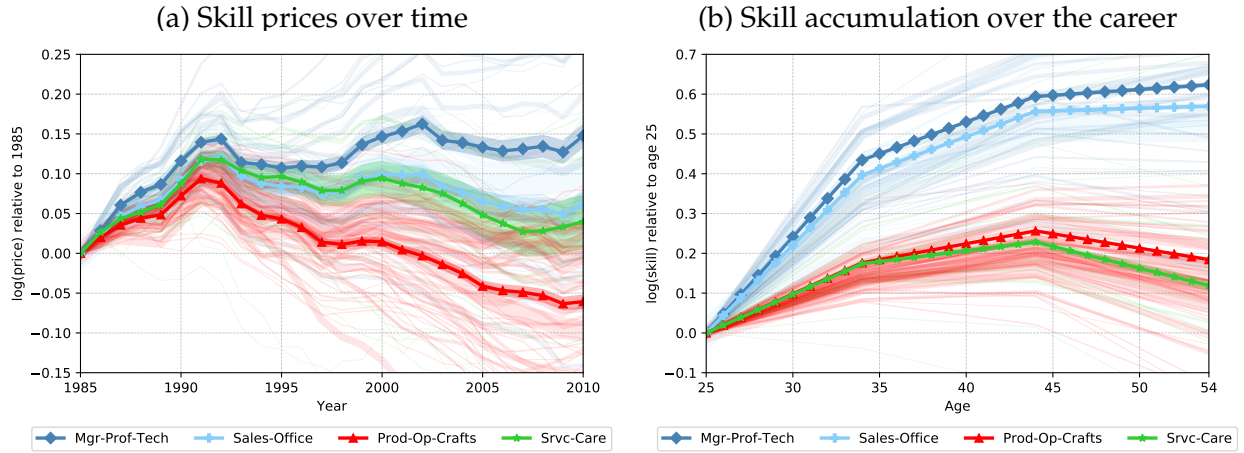 (a) Skill prices over time
0.25
0.20
0.15
0.10
0.05
0.00
−0.05
−0.10
−0.15
log(price) relative to 1985
1985 1990 1995 2000 2005 2010
Year
Mgr-Prof-Tech Sales-Office Prod-Op-Crafts Srvc-Care
(b) Skill accumulation over the career
0.7
0.6
0.5
0.4
0.3
0.2
0.1
0.0
−0.1
log(skill) relative to age 25
25 30 35 40 45 50 54
Age
Mgr-Prof-Tech Sales-Office Prod-Op-Crafts Srvc-Care